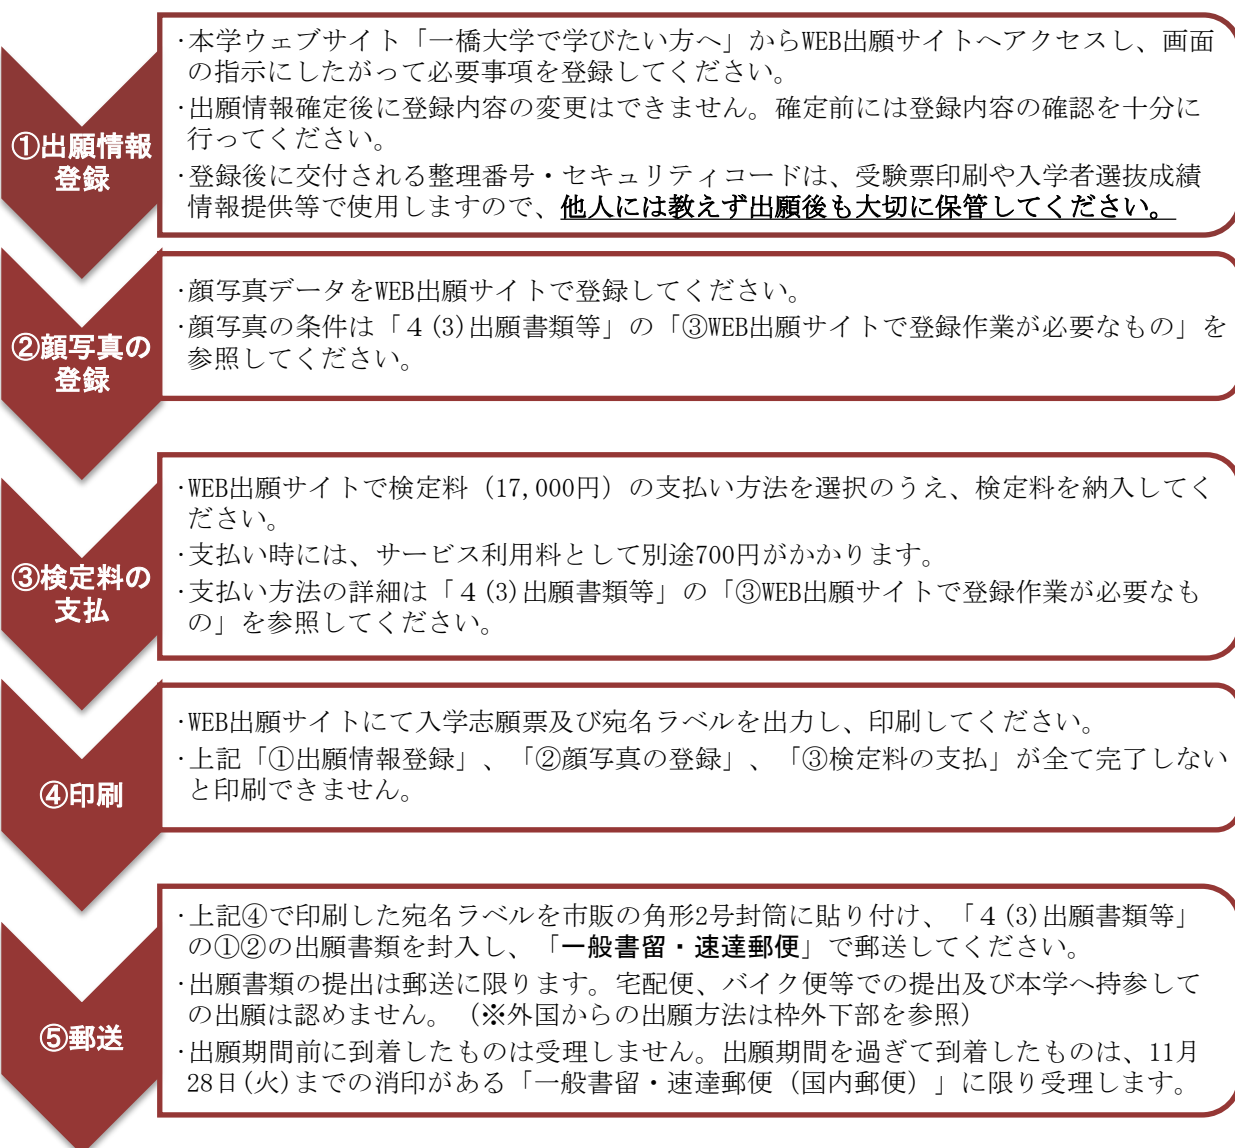 ①出願情報
登録
・本学ウェブサイト「一橋大学で学びたい方へ」からWEB出願サイトへアクセスし、画面
の指示にしたがって必要事項を登録してください。
・出願情報確定後に登録内容の変更はできません。確定前には登録内容の確認を十分に
行ってください。
・登録後に交付される整理番号・セキュリティコードは、受験票印刷や入学者選抜成績
情報提供等で使用しますので、他人には教えず出願後も大切に保管してください。
②顔写真の
登録
・顔写真データをWEB出願サイトで登録してください。
・顔写真の条件は「４(3)出願書類等」の「③WEB出願サイトで登録作業が必要なもの」を
参照してください。
③検定料の
支払
・WEB出願サイトで検定料（17,000円）の支払い方法を選択のうえ、検定料を納入してく
ださい。
・支払い時には、サービス利用料として別途700円がかかります。
・支払い方法の詳細は「４(3)出願書類等」の「③WEB出願サイトで登録作業が必要なも
の」を参照してください。
④印刷
・WEB出願サイトにて入学志願票及び宛名ラベルを出力し、印刷してください。
・上記「①出願情報登録」、「②顔写真の登録」、「③検定料の支払」が全て完了しない
と印刷できません。
⑤郵送
・上記④で印刷した宛名ラベルを市販の角形2号封筒に貼り付け、「４(3)出願書類等」
の①②の出願書類を封入し、「一般書留・速達郵便」で郵送してください。
・出願書類の提出は郵送に限ります。宅配便、バイク便等での提出及び本学へ持参して
の出願は認めません。（※外国からの出願方法は枠外下部を参照）
・出願期間前に到着したものは受理しません。出願期間を過ぎて到着したものは、11月
28日(火)までの消印がある「一般書留・速達郵便（国内郵便）」に限り受理します。